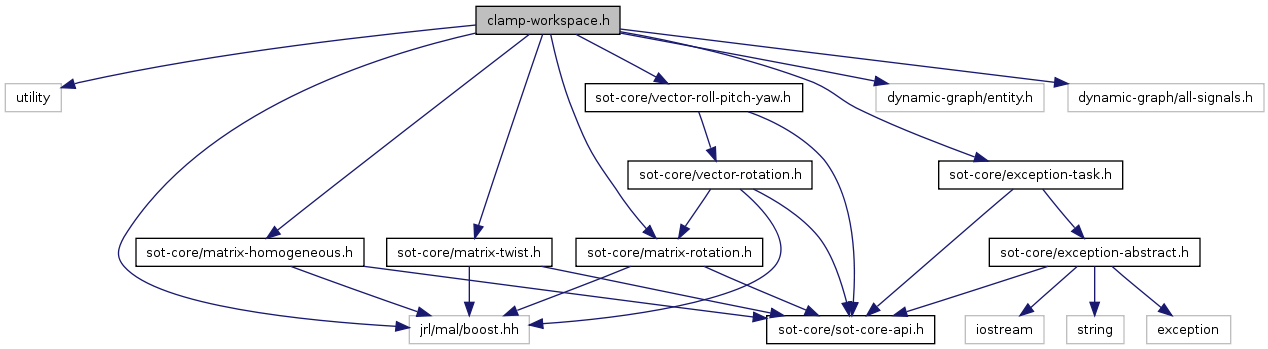 clamp-workspace.h
utility
sot-core/vector-roll-pitch-yaw.h
dynamic-graph/entity.h
dynamic-graph/all-signals.h
sot-core/vector-rotation.h
sot-core/exception-task.h
sot-core/matrix-homogeneous.h
sot-core/matrix-twist.h
sot-core/matrix-rotation.h
sot-core/exception-abstract.h
jrl/mal/boost.hh
sot-core/sot-core-api.h
iostream
string
exception